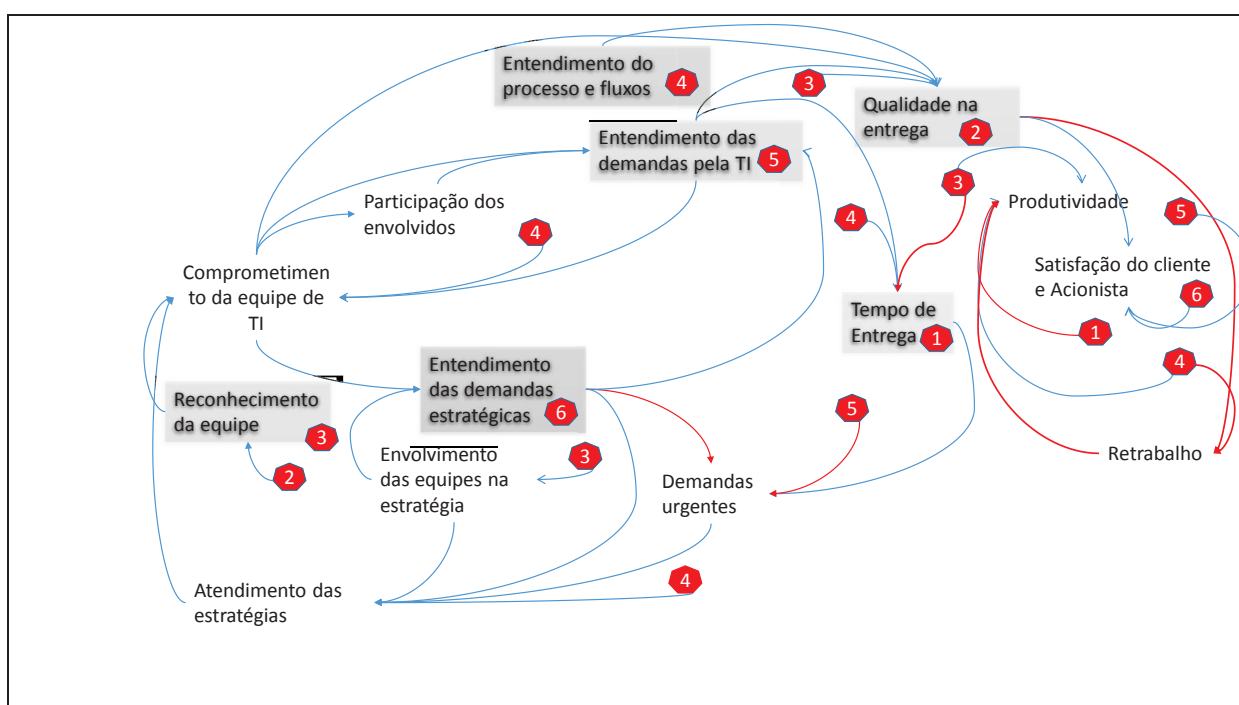 Entendimento do
processo e fluxos
4
3
Qualidade na
entrega
2
Entendimento das
demandas pela TI
5
3
Participação dos
envolvidos
4
4
Produtividade
5
Comprometimen
to da equipe de
TI
Satisfação do cliente
e Acionista
6
Tempo de
Entrega
1
1
4
Entendimento
das demandas
estratégicas
6
Reconhecimento
da equipe
3
2
5
Envolvimento
das equipes na
estratégia
3
Demandas
urgentes
Retrabalho
4
Atendimento das
estratégias